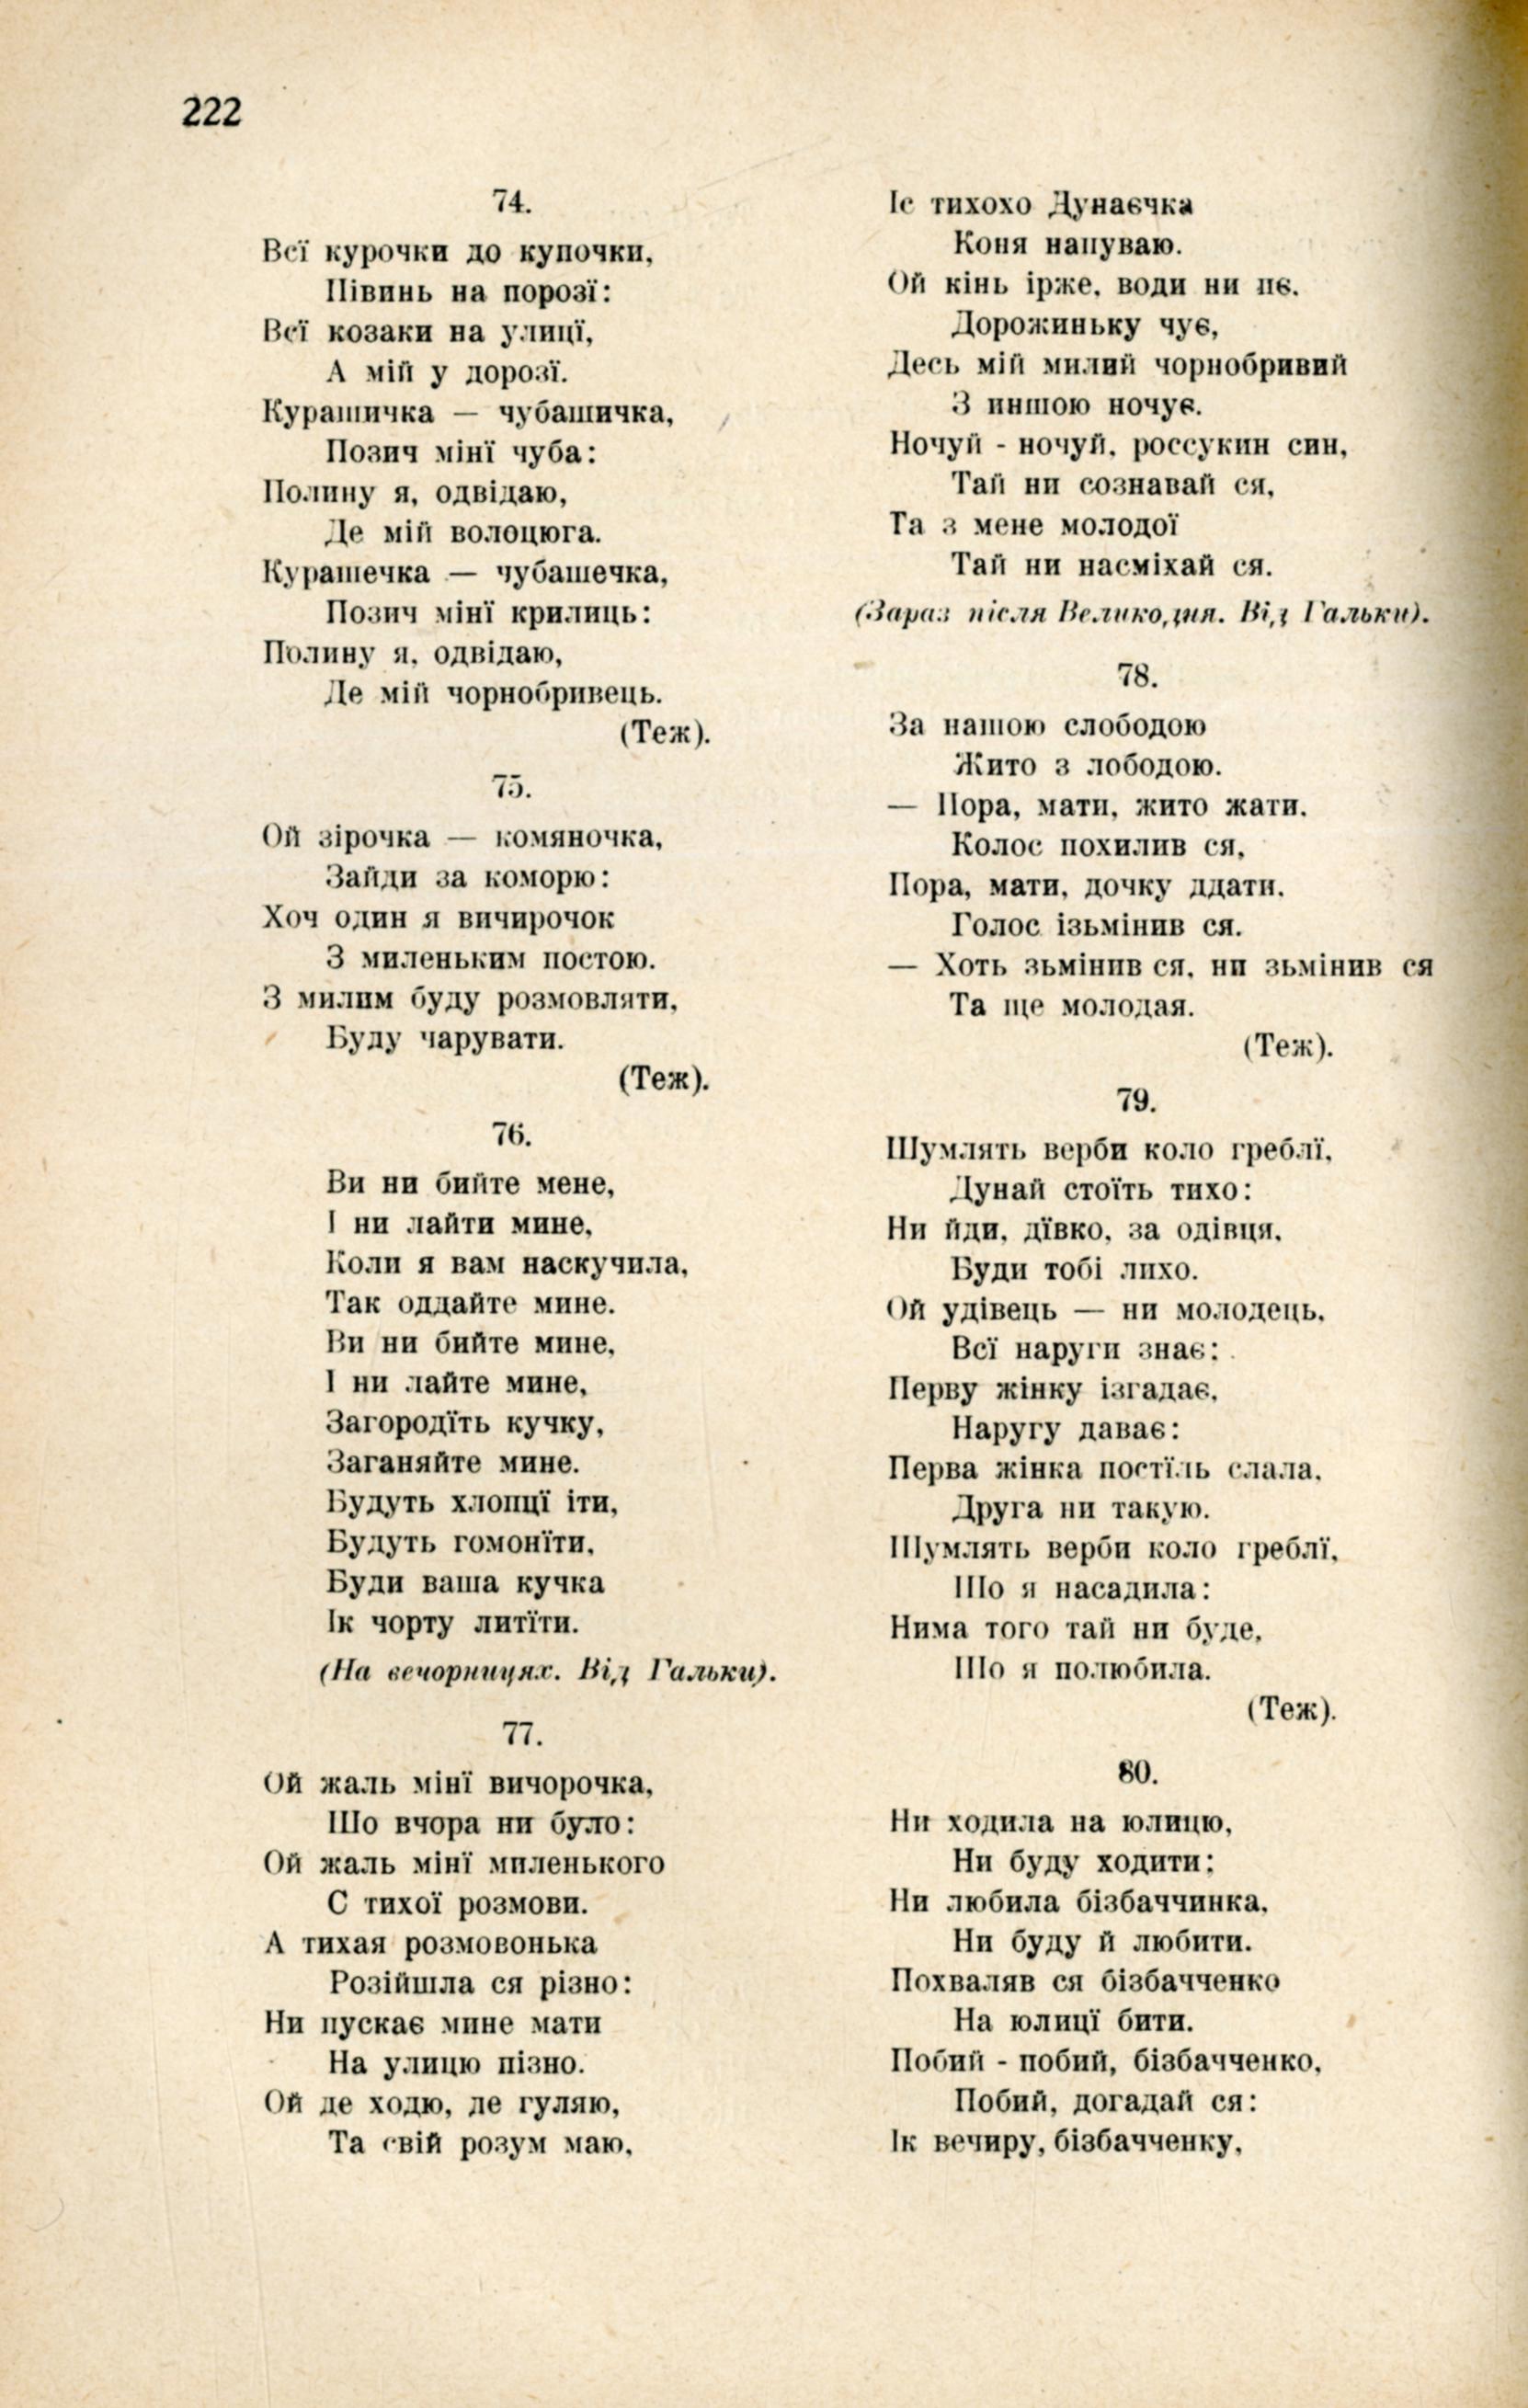 222
74.
Всї курочки до купочки,
Півинь на порозї:
Всї козаки на улицї,
А мій у дорозї.
Курашичка — чубашичка,
Позич мінї чуба:
Полину я, одвідаю,
Де мій волоцюга.
Курашечка — чубашечка,
Позич мінї крилиць:
Полину я, одвідаю,
Де мій чорнобривець.
(Теж).
75.
Ой зірочка — комяночка,
Зайди за коморю:
Хоч один я вичирочок
З миленьким постою.
З милим буду розмовляти,
Буду чарувати.
(Теж).
76.
Ви ни бийте мене,
І ни лайти мине,
Коли я вам наскучила,
Так оддайте мине.
Ви ни бийте мине,
І ни лайте мине,
Загородїть кучку,
Заганяйте мине.
Будуть хлопцї іти,
Будуть гомонїти,
Буди ваша кучка
Ік чорту литїти.
(На вечорницях. Від Гальки).
77.
Ой жаль мінї вичорочка,
Шо вчора ни було:
Ой жаль мінї миленького
С тихої розмови.
А тихая розмовонька
Розійшла ся різно:
Ни пускає мине мати
На улицю пізно.
Ой де ходю, де гуляю,
Та свій розум маю,
Іс тихохо Дунаєчка
Коня напуваю.
Ой кінь ірже, води ни пє.
Дорожиньку чує,
Десь мій милий чорнобривий
З иншою ночує.
Ночуй - ночуй, россукин син,
Тай ни сознавай ся,
Та з мене молодої
Тай ни насміхай ся.
(Зараз після Великодня. Від Гальки).
78.
За нашою слободою
Жито з лободою.
— Пора, мати, жито жати.
Колос похилив ся,
Пора, мати, дочку ддати.
Голос ізьмінив ся.
— Хоть зьмінив ся, ни зьмінив ся
Та ще молодая.
(Теж).
79.
Шумлять верби коло греблї,
Дунай стоїть тихо:
Ни йди, дївко, за одівця,
Буди тобі лихо.
Ой удівець — ни молодець,
Всї наруги знає:
Перву жінку ізгадає,
Наругу даває:
Перва жінка постїль слала,
Друга ни такую.
Шумлять верби коло греблї,
Шо я насадила:
Нима того тай ни буде,
Шо я полюбила.
(Теж).
80.
Ни ходила на юлицю,
Ни буду ходити;
Ни любила бізбаччинка,
Ни буду й любити.
Похваляв ся бізбачченко
На юлицї бити.
Побий - побий, бізбачченко,
Побий, догадай ся:
Ік вечиру, бізбачченку,